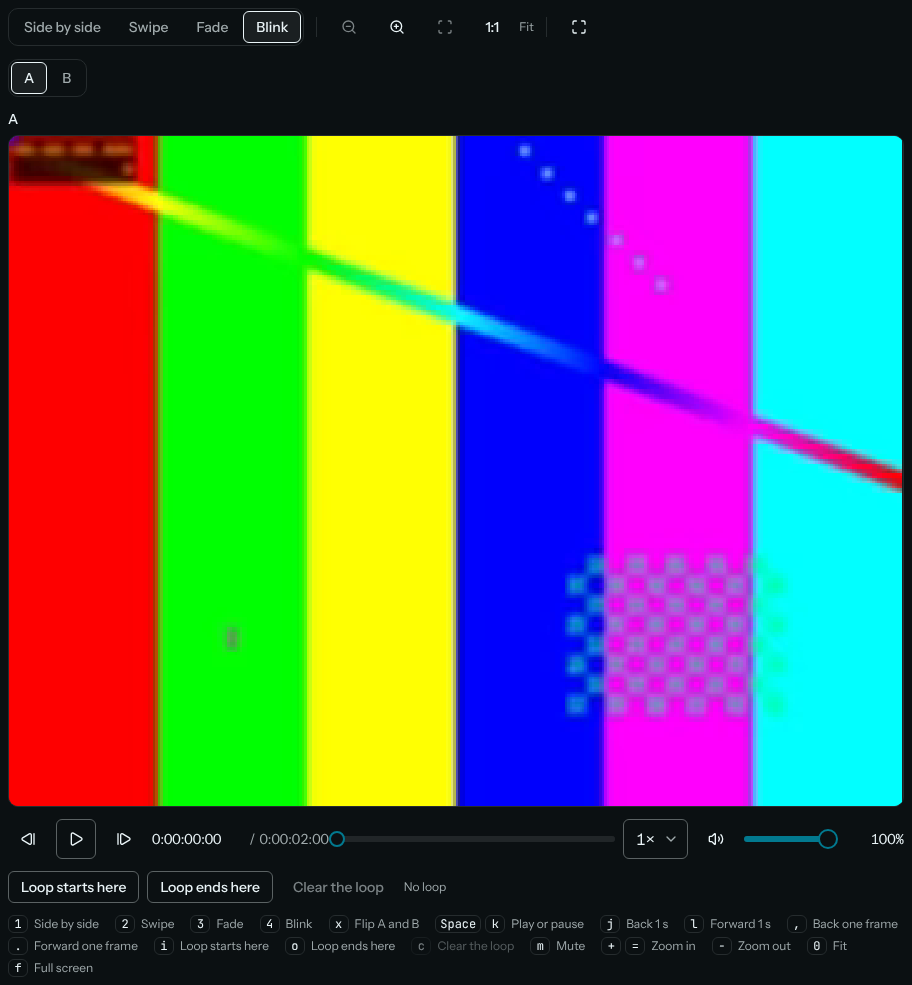 Side by side Swipe Fade Blink 1:1 Fit
A B
A
0:00:00:00 / 0:00:02:00 1× 100%
Loop starts here Loop ends here Clear the loop No loop
1 Side by side 2 Swipe 3 Fade 4 Blink x Flip A and B Space k Play or pause j Back 1 s l Forward 1 s , Back one frame
. Forward one frame i Loop starts here o Loop ends here c Clear the loop m Mute + = Zoom in - Zoom out 0 Fit
f Full screen